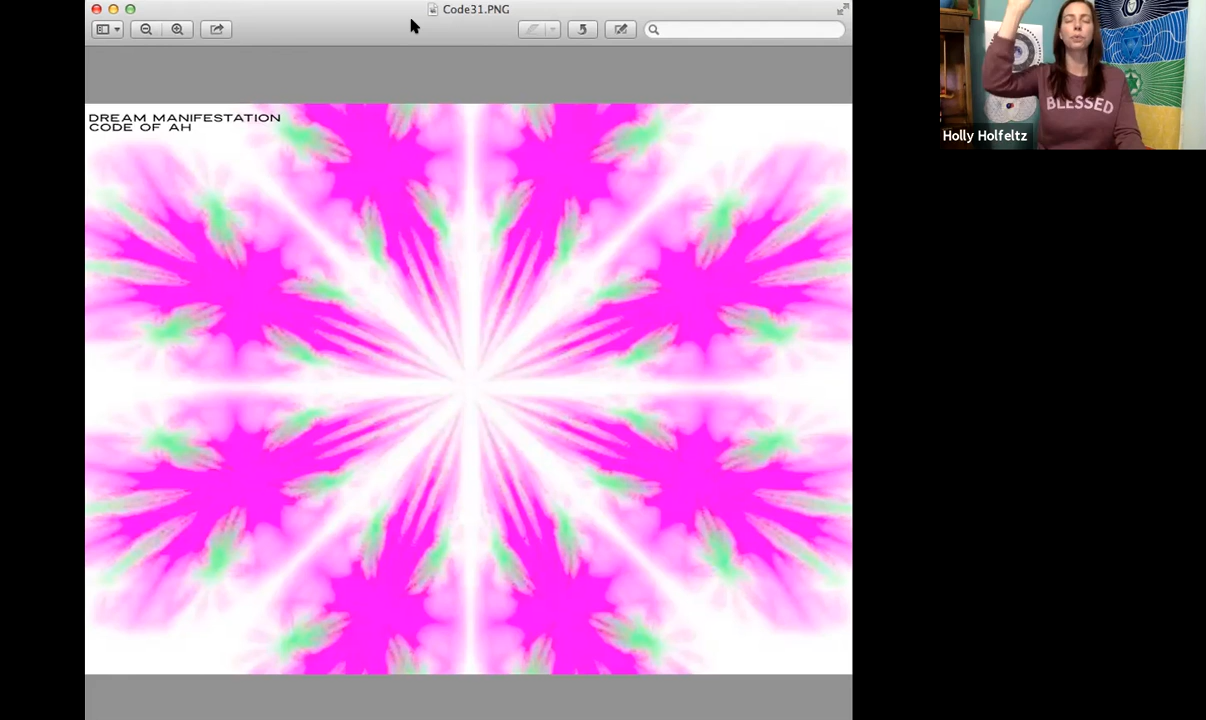 Code31.PNG
DREAM MANIFESTATION
CODE OF AH
BLESSED
Holly Holfeltz